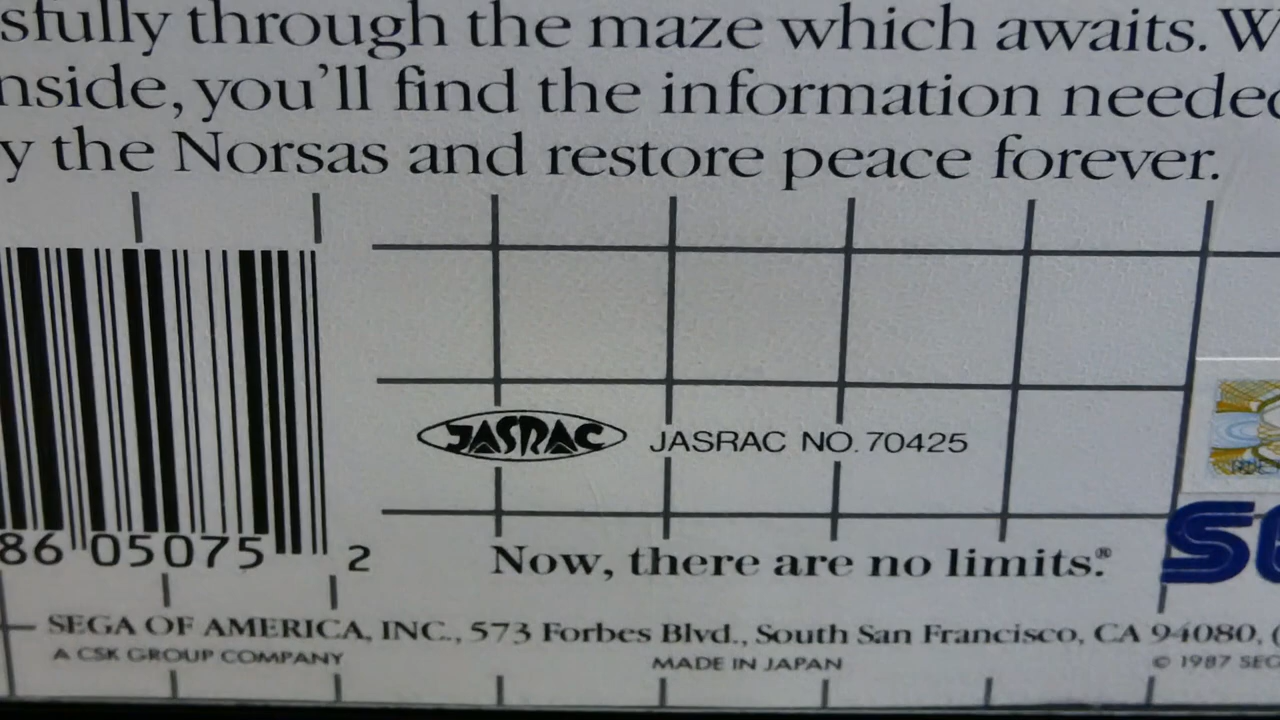 sfully through the maze which awaits. W
nside, you'll find the information needed
y the Norsas and restore peace forever.
JASRAC JASRAC NO. 70425
86 05075 2
Now, there are no limits.®
SEGA OF AMERICA, INC., 573 Forbes Blvd., South San Francisco, CA 94080, (
A CSK GROUP COMPANY MADE IN JAPAN © 1987 SEG